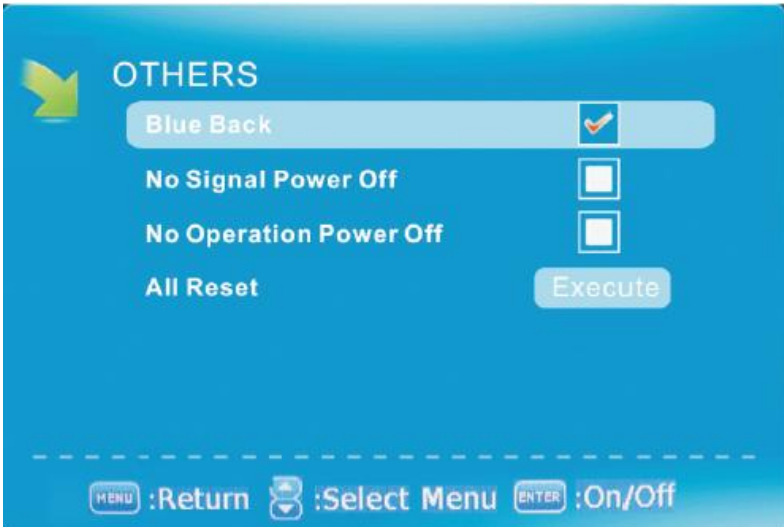 OTHERS
Blue Back
No Signal Power Off
No Operation Power Off
All Reset Execute
MENU :Return :Select Menu ENTER :On/Off